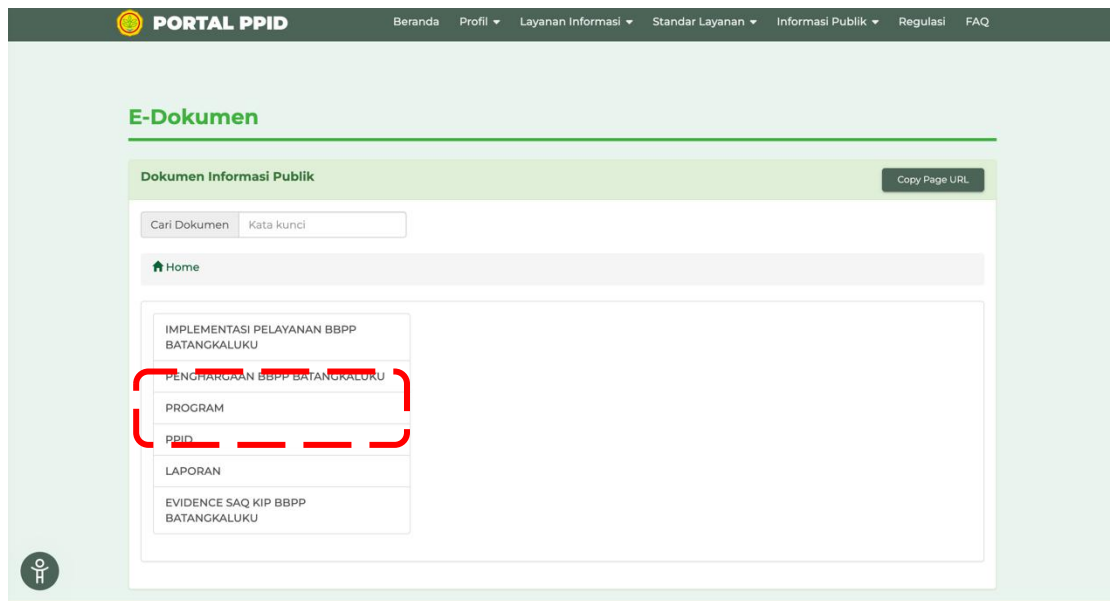 PORTAL PPID
Beranda Profil Layanan Informasi Standar Layanan Informasi Publik Regulasi FAQ
E-Dokumen
Dokumen Informasi Publik
Copy Page URL
Cari Dokumen Kata kunci
Home
IMPLEMENTASI PELAYANAN BBPP
BATANGKALUKU
PENGHARGAAN BBPP BATANGKALUKU
PROGRAM
PPID
LAPORAN
EVIDENCE SAQ KIP BBPP
BATANGKALUKU